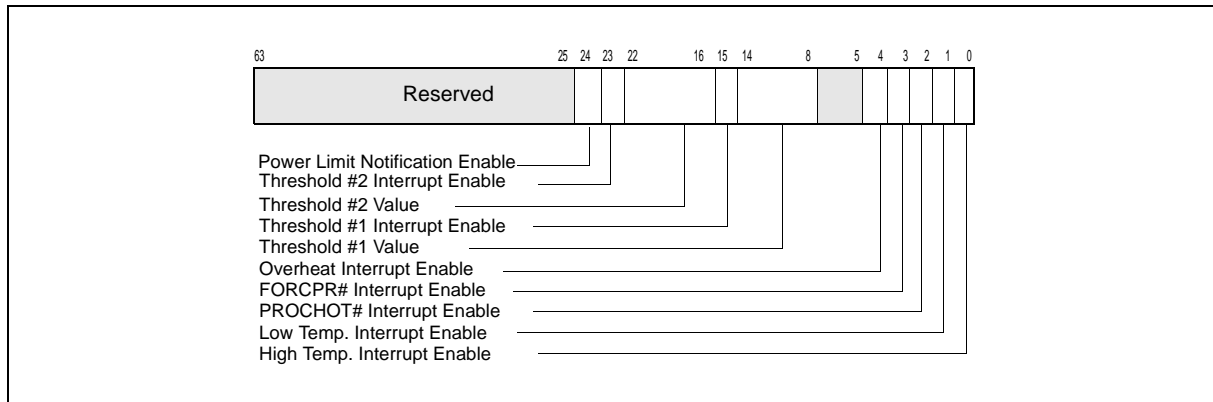 63 25 24 23 22 16 15 14 8 5 4 3 2 1 0
Reserved
Power Limit Notification Enable
Threshold #2 Interrupt Enable
Threshold #2 Value
Threshold #1 Interrupt Enable
Threshold #1 Value
Overheat Interrupt Enable
FORCPR# Interrupt Enable
PROCHOT# Interrupt Enable
Low Temp. Interrupt Enable
High Temp. Interrupt Enable